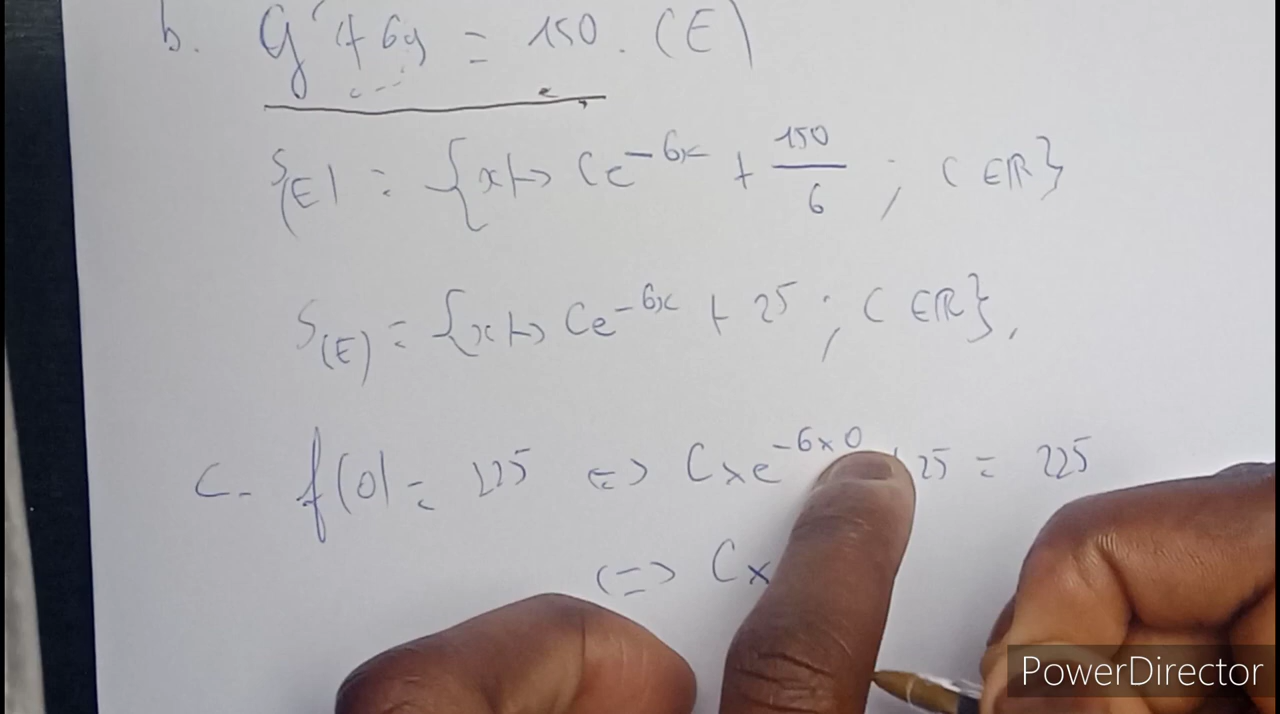 b. y' + 6y = 150. (E)
S(E) = {x ↦ Ce^{-6x} + 150/6 ; C ∈ ℝ}
S(E) = {x ↦ Ce^{-6x} + 25 ; C ∈ ℝ}.
c- f(0) = 225 ⇔ C×e^{-6×0} + 25 = 225
⇔ C×
PowerDirector